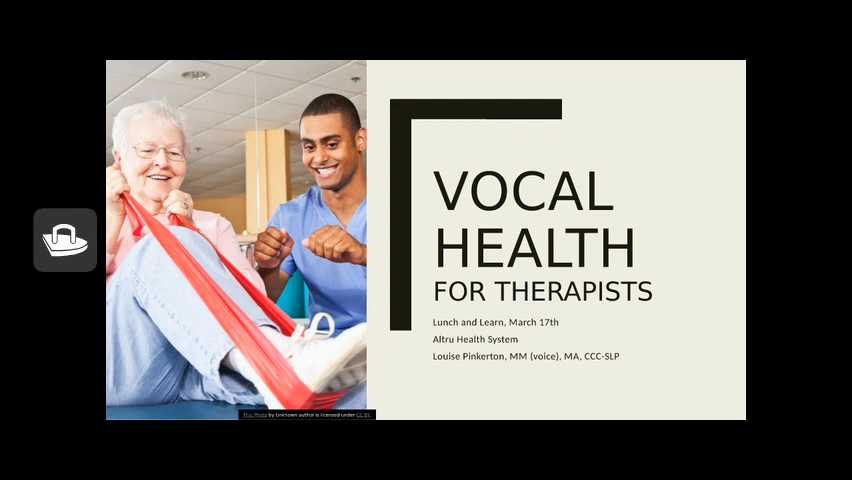 VOCAL
HEALTH
FOR THERAPISTS
Lunch and Learn, March 17th
Altru Health System
Louise Pinkerton, MM (voice), MA, CCC-SLP
This Photo by Unknown author is licensed under CC BY.